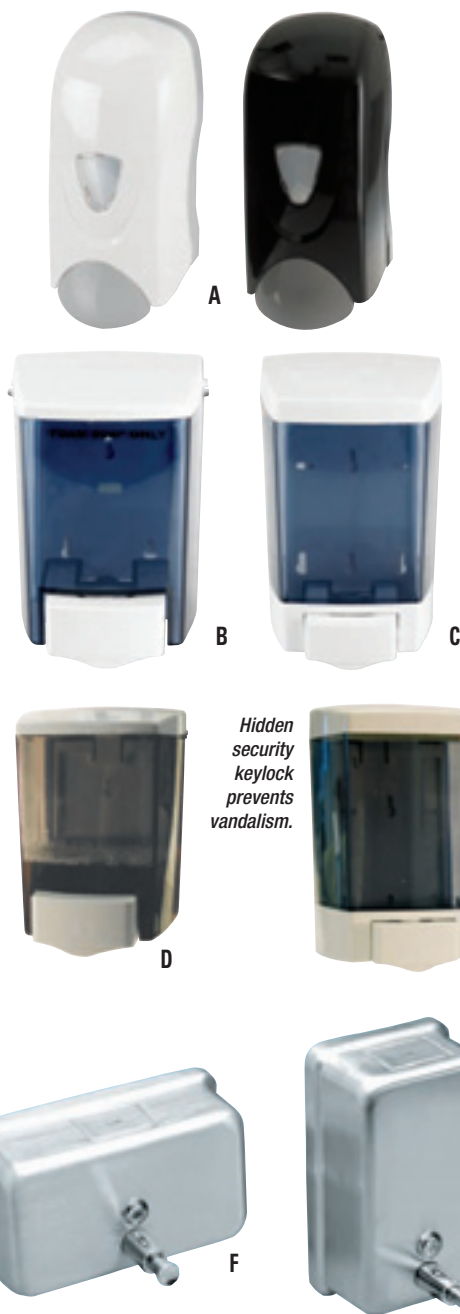 A
B
C
Hidden
security
keylock
prevents
vandalism.
D
F